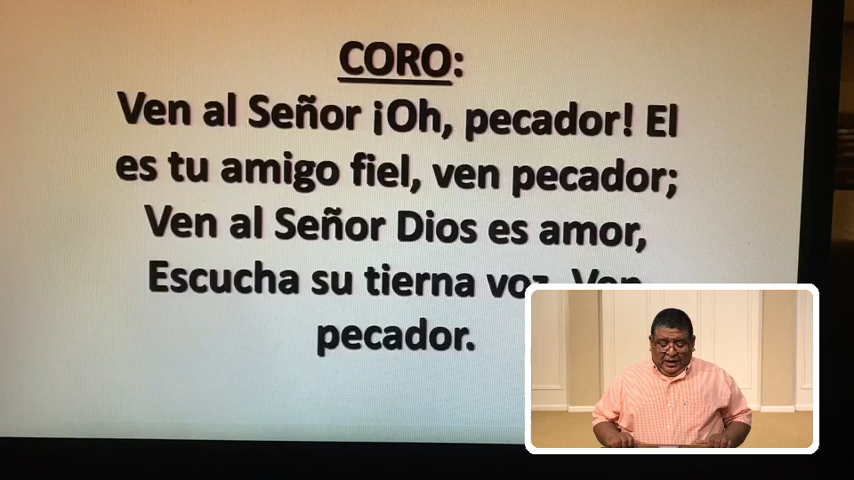 CORO:
Ven al Señor ¡Oh, pecador! El
es tu amigo fiel, ven pecador;
Ven al Señor Dios es amor,
Escucha su tierna voz. Ven
pecador.